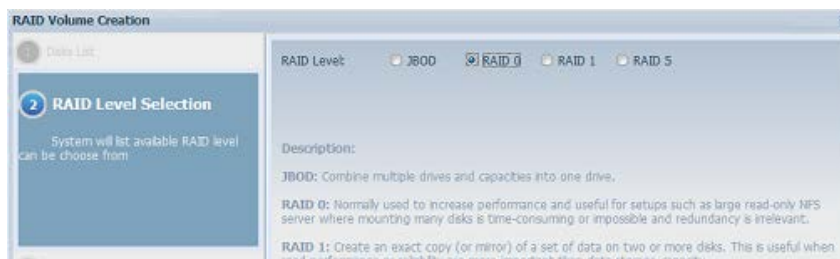 RAID Volume Creation
Disks List
2 RAID Level Selection
System will list available RAID level
can be choose from
RAID Level: JBOD RAID 0 RAID 1 RAID 5
Description:
JBOD: Combine multiple drives and capacities into one drive.
RAID 0: Normally used to increase performance and useful for setups such as large read-only NFS
server where mounting many disks is time-consuming or impossible and redundancy is irrelevant.
RAID 1: Create an exact copy (or mirror) of a set of data on two or more disks. This is useful when